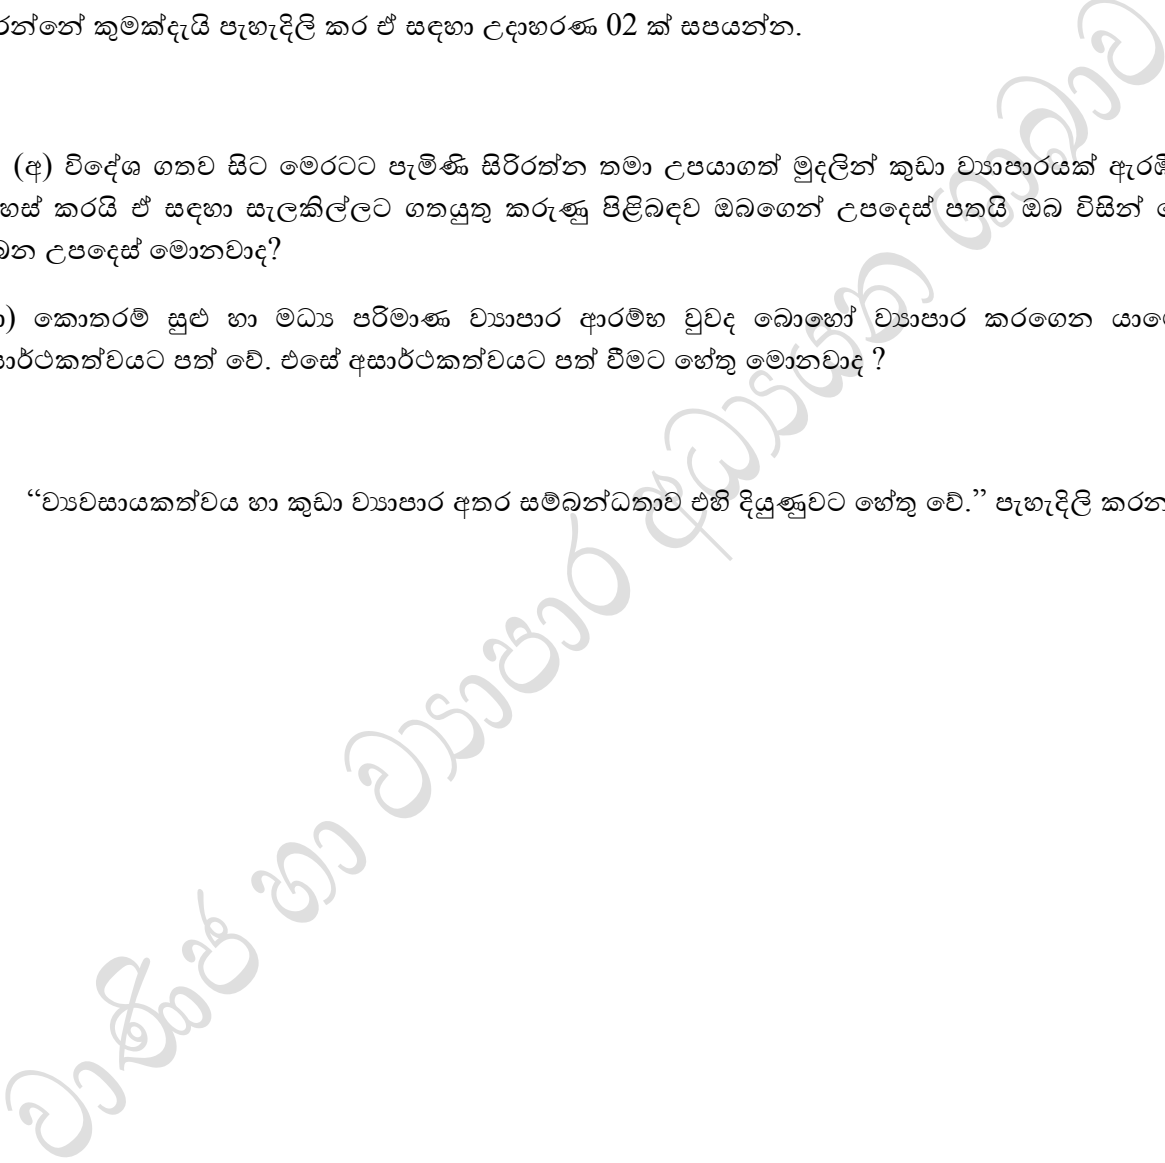 රන්නේ කුමක්දැයි පැහැදිලි කර ඒ සඳහා උදාහරණ 02 ක් සපයන්න.
(අ) විදේශ ගතව සිට මෙරටට පැමිණි සිරිරත්න තමා උපයාගත් මුදලින් කුඩා ව්‍යාපාරයක් ඇරඹී
හස් කරයි ඒ සඳහා සැලකිල්ලට ගතයුතු කරුණු පිළිබඳව ඔබගෙන් උපදෙස් පතයි ඔබ විසින්
බන උපදෙස් මොනවාද?
) කොතරම් සුළු හා මධ්‍ය පරිමාණ ව්‍යාපාර ආරම්භ වුවද බොහෝ ව්‍යාපාර කරගෙන යාමේ
සාර්ථකත්වයට පත් වේ. එසේ අසාර්ථකත්වයට පත් වීමට හේතු මොනවාද ?
“ව්‍යවසායකත්වය හා කුඩා ව්‍යාපාර අතර සම්බන්ධතාව එහි දියුණුවට හේතු වේ.” පැහැදිලි කරන
වාණිජ හා ව්‍යාපාර අධ්‍යයන ශාඛාව